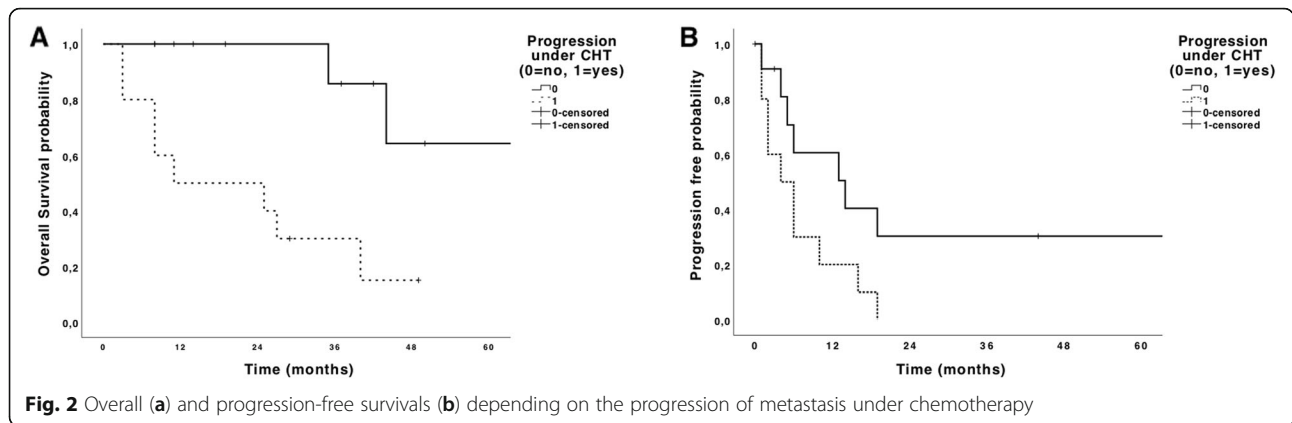 A
Progression
under CHT
(0=no, 1=yes)
0
1
0-censored
1-censored
Overall Survival probability
1,0
0,8
0,6
0,4
0,2
0,0
0 12 24 36 48 60
Time (months)
B
Progression
under CHT
(0=no, 1=yes)
0
1
0-censored
1-censored
Progression free probability
1,0
0,8
0,6
0,4
0,2
0,0
0 12 24 36 48 60
Time (months)
Fig. 2 Overall (a) and progression-free survivals (b) depending on the progression of metastasis under chemotherapy